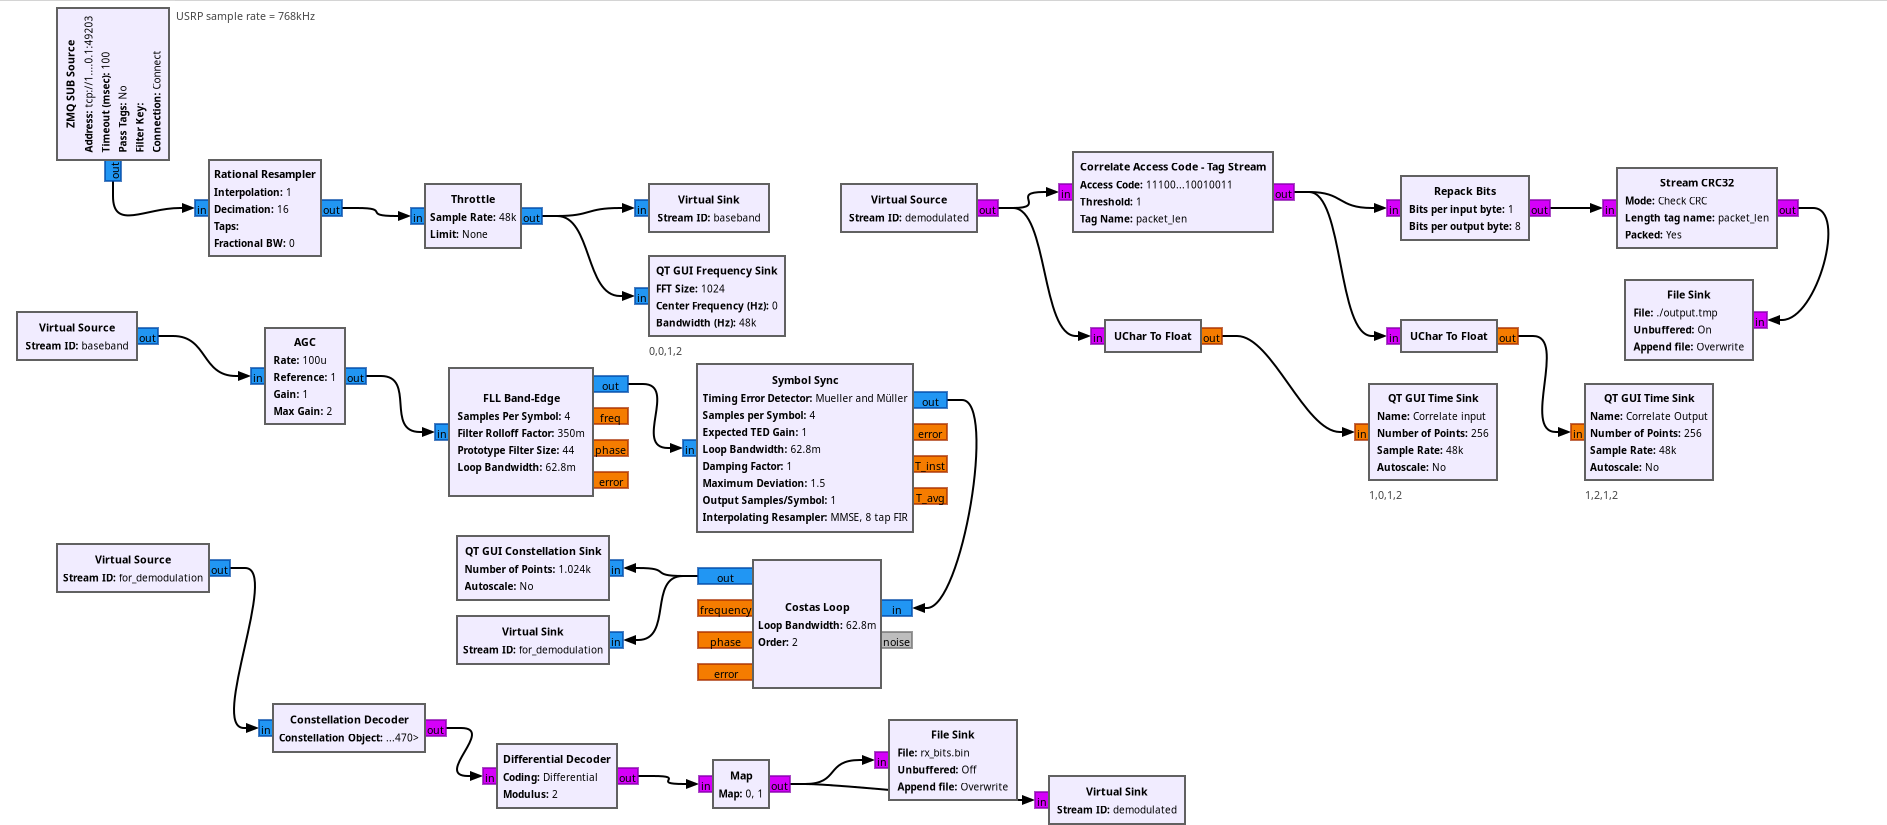 USRP sample rate = 768kHz
ZMQ SUB Source
Address: tcp://1....0.1:49203
Timeout (msec): 100
Pass Tags: No
Filter Key:
Connection: Connect
out
in
Rational Resampler
Interpolation: 1
Decimation: 16
Taps:
Fractional BW: 0
out
in
Throttle
Sample Rate: 48k
Limit: None
out
in
Virtual Sink
Stream ID: baseband
in
QT GUI Frequency Sink
FFT Size: 1024
Center Frequency (Hz): 0
Bandwidth (Hz): 48k
0,0,1,2
Virtual Source
Stream ID: demodulated
out
in
Correlate Access Code - Tag Stream
Access Code: 11100...10010011
Threshold: 1
Tag Name: packet_len
out
in
Repack Bits
Bits per input byte: 1
Bits per output byte: 8
out
in
Stream CRC32
Mode: Check CRC
Length tag name: packet_len
Packed: Yes
out
File Sink
File: ./output.tmp
Unbuffered: On
Append file: Overwrite
in
in
UChar To Float
out
in
UChar To Float
out
in
QT GUI Time Sink
Name: Correlate input
Number of Points: 256
Sample Rate: 48k
Autoscale: No
1,0,1,2
in
QT GUI Time Sink
Name: Correlate Output
Number of Points: 256
Sample Rate: 48k
Autoscale: No
1,2,1,2
Virtual Source
Stream ID: baseband
out
in
AGC
Rate: 100u
Reference: 1
Gain: 1
Max Gain: 2
out
in
FLL Band-Edge
Samples Per Symbol: 4
Filter Rolloff Factor: 350m
Prototype Filter Size: 44
Loop Bandwidth: 62.8m
out
freq
phase
error
in
Symbol Sync
Timing Error Detector: Mueller and Müller
Samples per Symbol: 4
Expected TED Gain: 1
Loop Bandwidth: 62.8m
Damping Factor: 1
Maximum Deviation: 1.5
Output Samples/Symbol: 1
Interpolating Resampler: MMSE, 8 tap FIR
out
error
T_inst
T_avg
QT GUI Constellation Sink
Number of Points: 1.024k
Autoscale: No
in
Virtual Sink
Stream ID: for_demodulation
in
out
frequency
phase
error
Costas Loop
Loop Bandwidth: 62.8m
Order: 2
in
noise
Virtual Source
Stream ID: for_demodulation
out
in
Constellation Decoder
Constellation Object: ...470>
out
in
Differential Decoder
Coding: Differential
Modulus: 2
out
in
Map
Map: 0, 1
out
in
File Sink
File: rx_bits.bin
Unbuffered: Off
Append file: Overwrite
in
Virtual Sink
Stream ID: demodulated